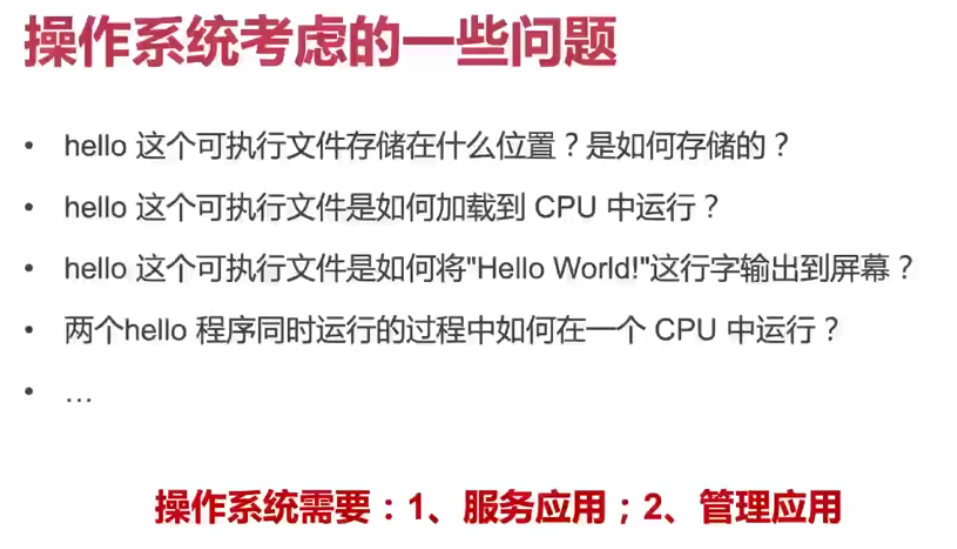 操作系统考虑的一些问题
• hello 这个可执行文件存储在什么位置？是如何存储的？
• hello 这个可执行文件是如何加载到 CPU 中运行？
• hello 这个可执行文件是如何将"Hello World!"这行字输出到屏幕？
• 两个hello 程序同时运行的过程中如何在一个 CPU 中运行？
• …
操作系统需要：1、服务应用；2、管理应用